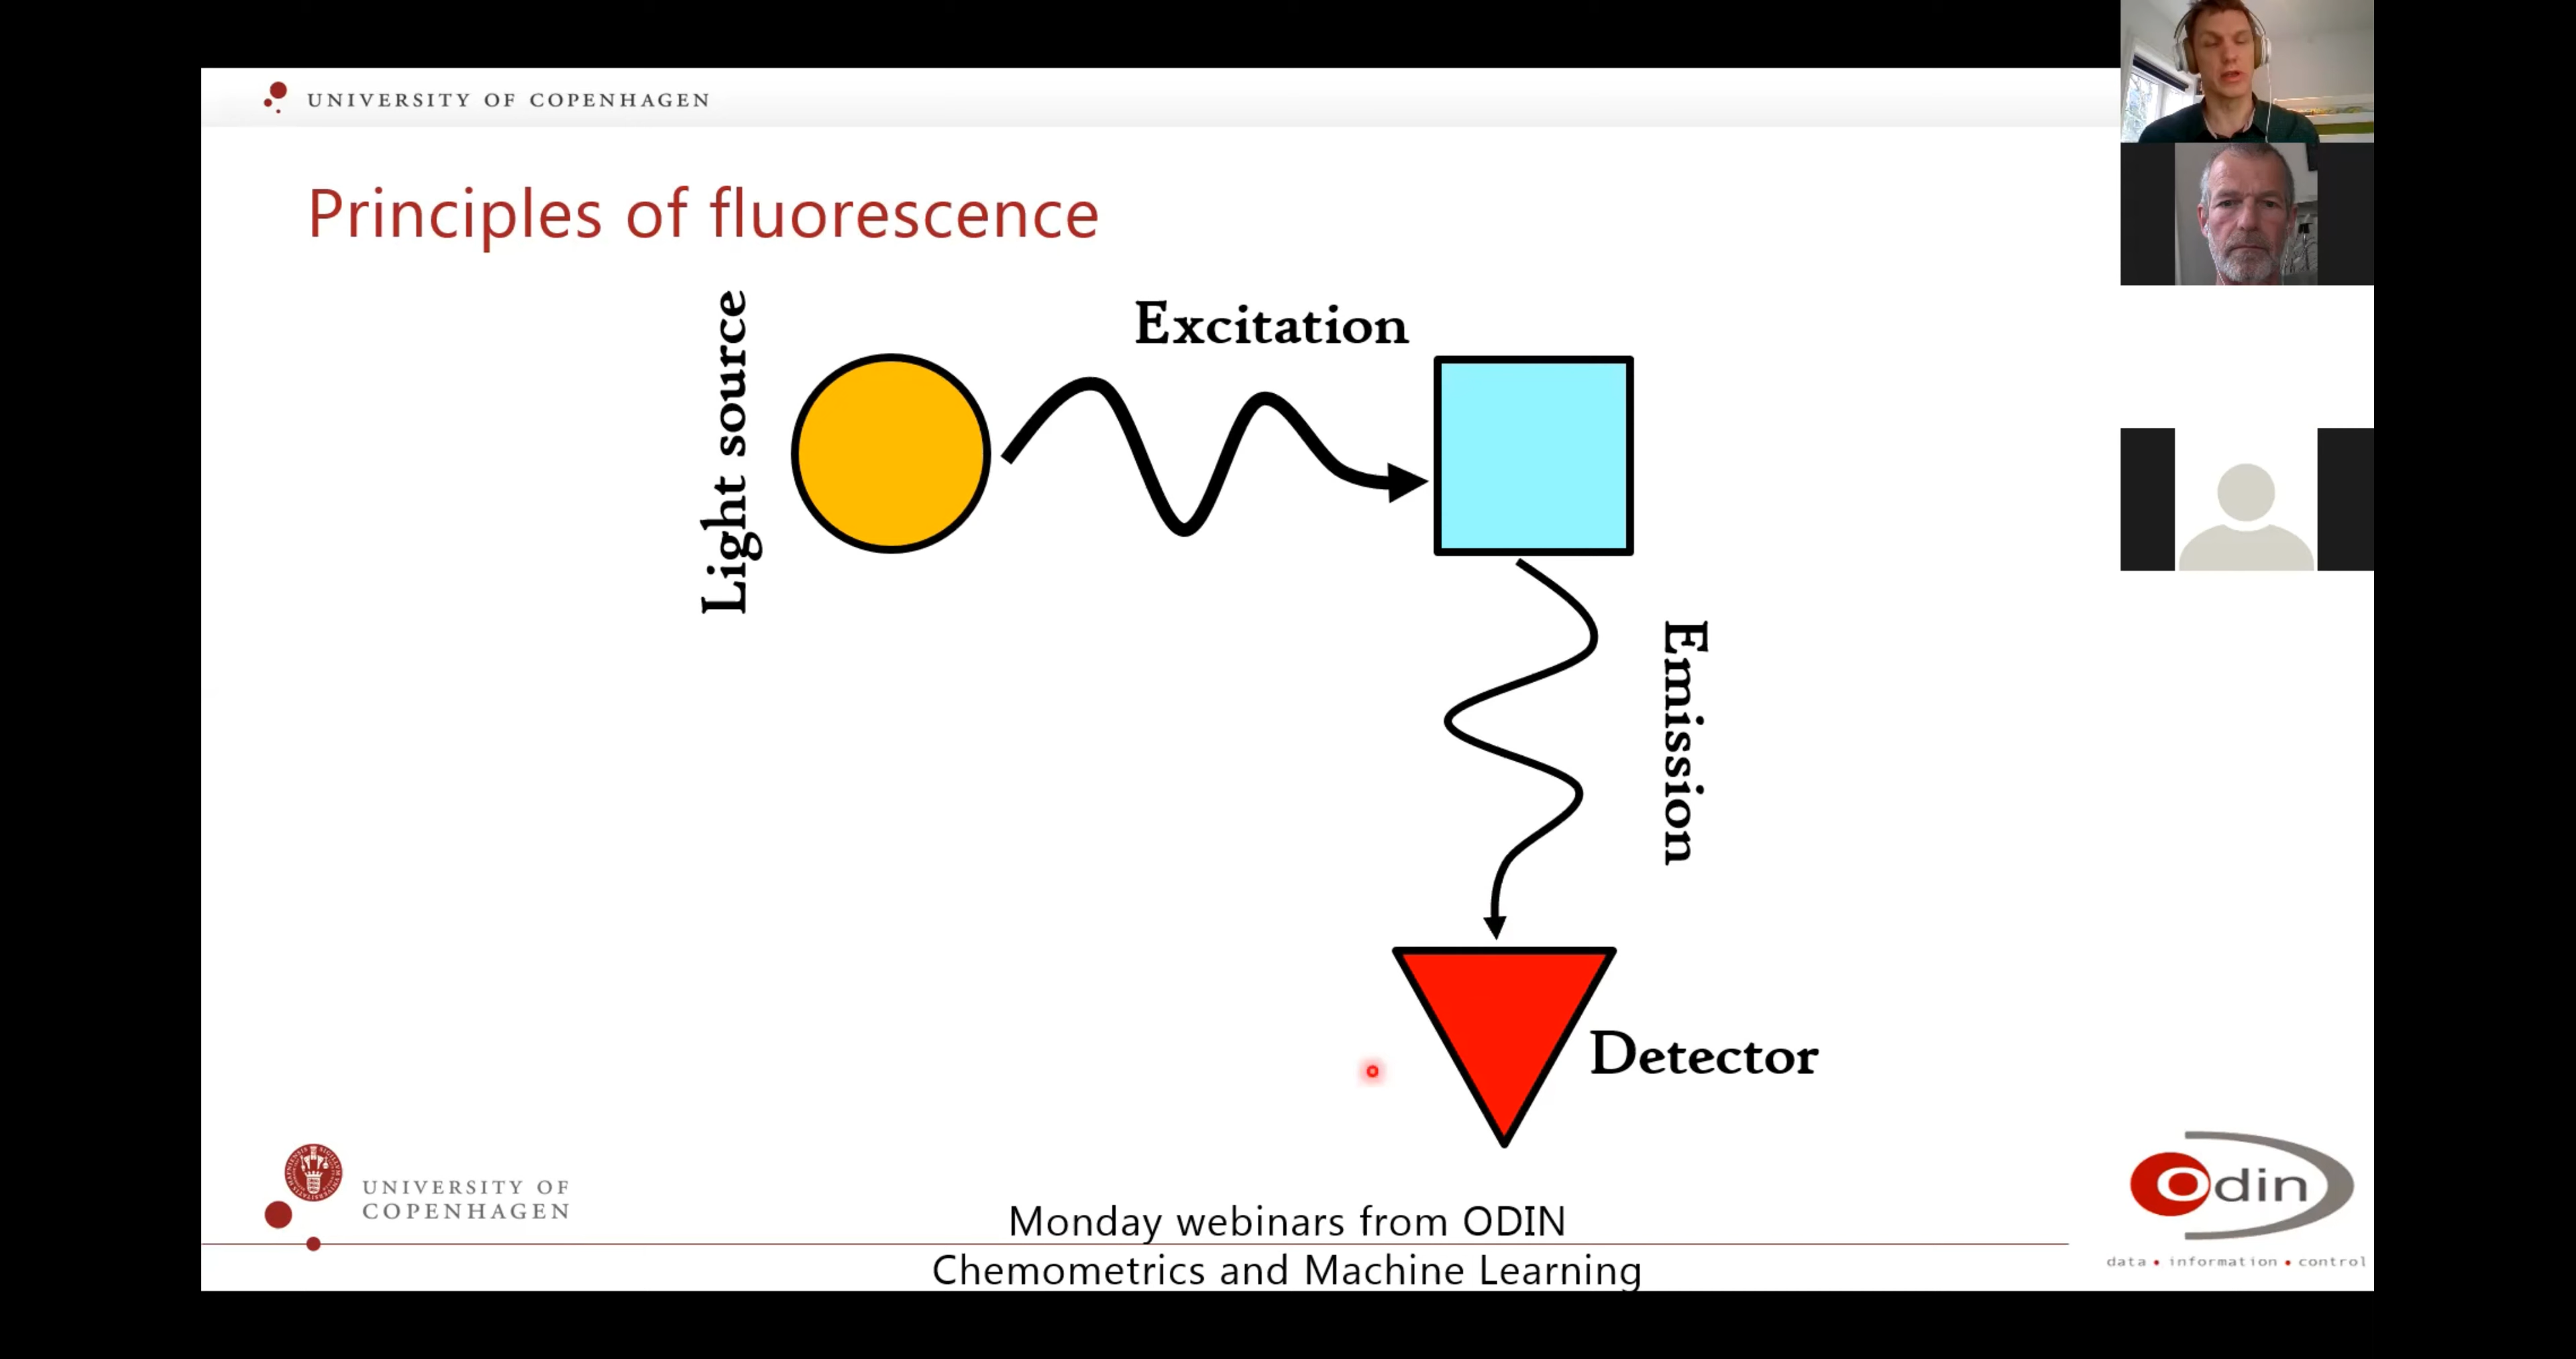 UNIVERSITY OF COPENHAGEN
Principles of fluorescence
Light source
Excitation
Emission
Detector
UNIVERSITY OF
COPENHAGEN
Monday webinars from ODIN
Chemometrics and Machine Learning
Odin
data • information • control